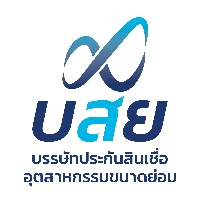 บสย
บรรษัทประกันสินเชื่อ
อุตสาหกรรมขนาดย่อม